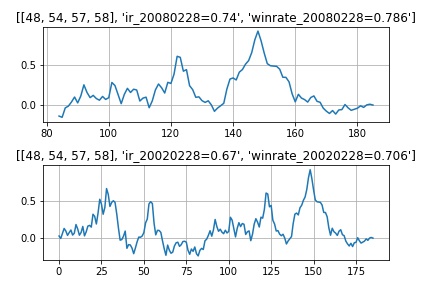 [[48, 54, 57, 58], 'ir_20080228=0.74', 'winrate_20080228=0.786']
0.5
0.0
80 100 120 140 160 180
[[48, 54, 57, 58], 'ir_20020228=0.67', 'winrate_20020228=0.706']
0.5
0.0
0 25 50 75 100 125 150 175